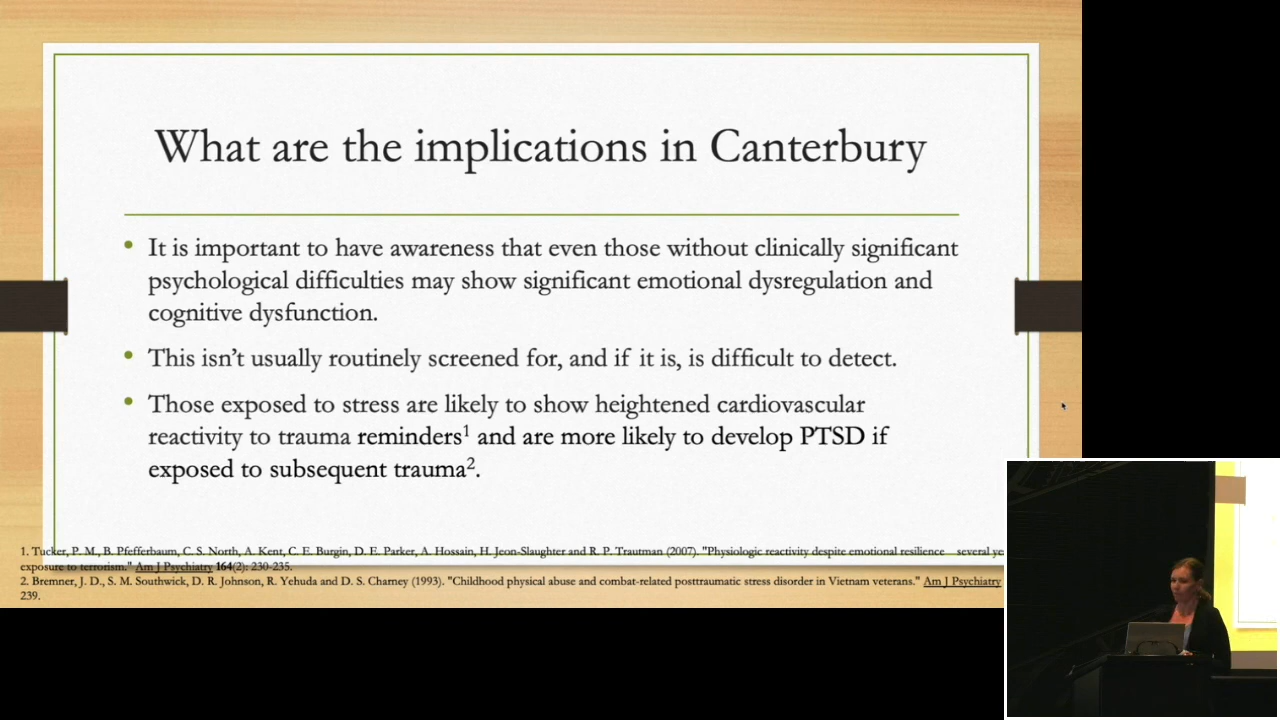 What are the implications in Canterbury
• It is important to have awareness that even those without clinically significant
psychological difficulties may show significant emotional dysregulation and
cognitive dysfunction.
• This isn’t usually routinely screened for, and if it is, is difficult to detect.
• Those exposed to stress are likely to show heightened cardiovascular
reactivity to trauma reminders¹ and are more likely to develop PTSD if
exposed to subsequent trauma².
1. Tucker, P. M., B. Pfefferbaum, C. S. North, A. Kent, C. E. Burgin, D. E. Parker, A. Hossain, H. Jeon-Slaughter and R. P. Trautman (2007). "Physiologic reactivity despite emotional resilience several ye
exposure to terrorism." Am J Psychiatry 164(2): 230-235.
2. Bremner, J. D., S. M. Southwick, D. R. Johnson, R. Yehuda and D. S. Charney (1993). "Childhood physical abuse and combat-related posttraumatic stress disorder in Vietnam veterans." Am J Psychiatry
239.